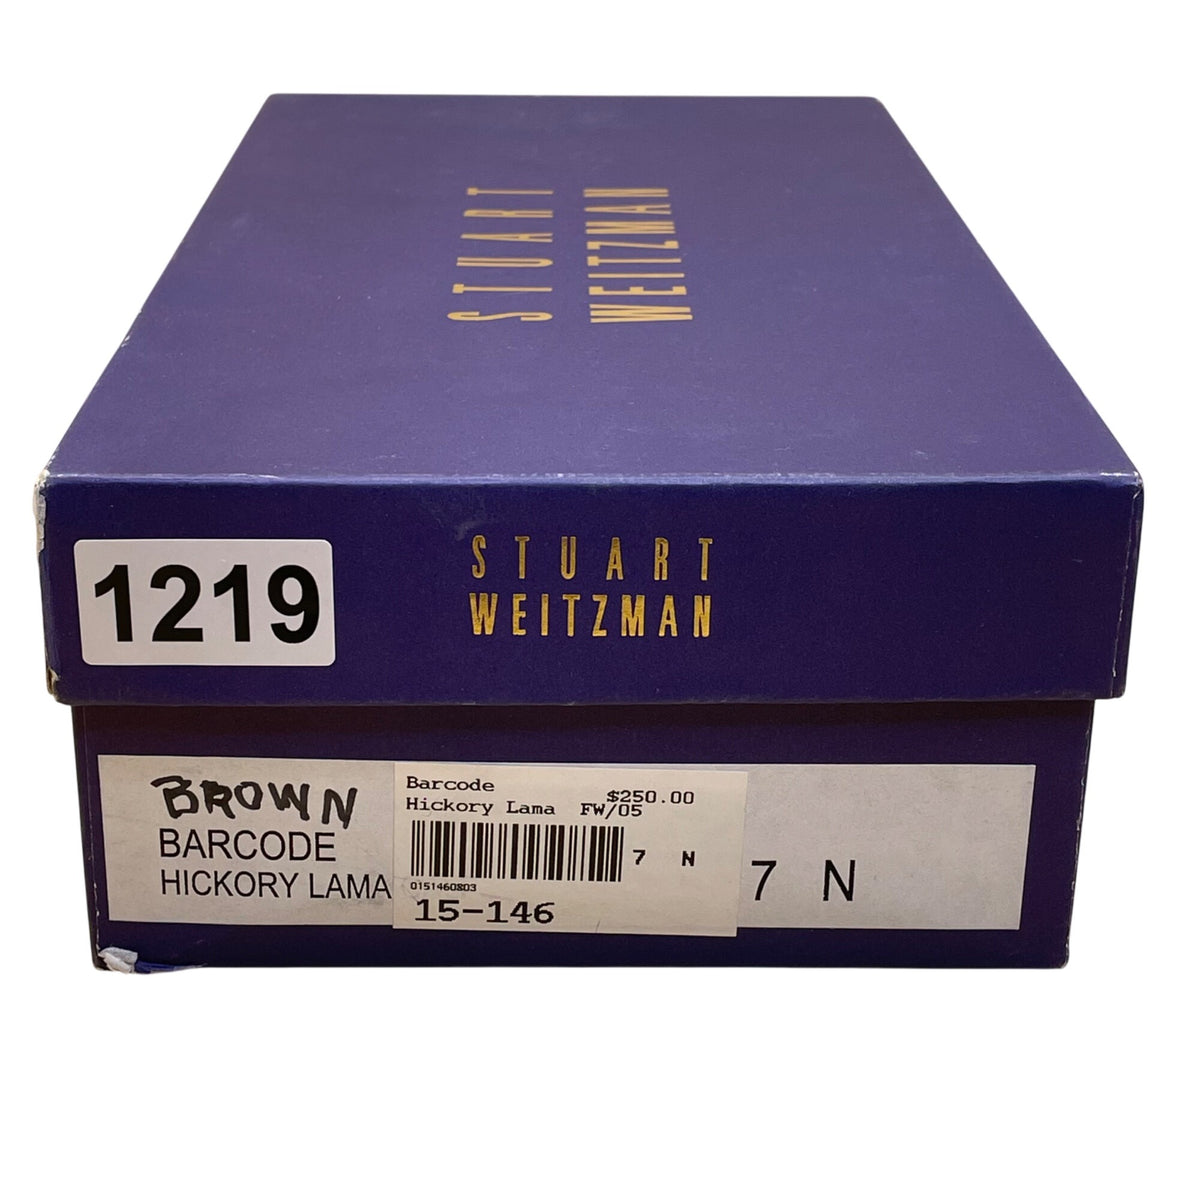 STUART
WEITZMAN
1219
STUART
WEITZMAN
BROWN
BARCODE
HICKORY LAMA
Barcode
$250.00
Hickory Lama FW/05
7 N
0151460803
15-146
7 N